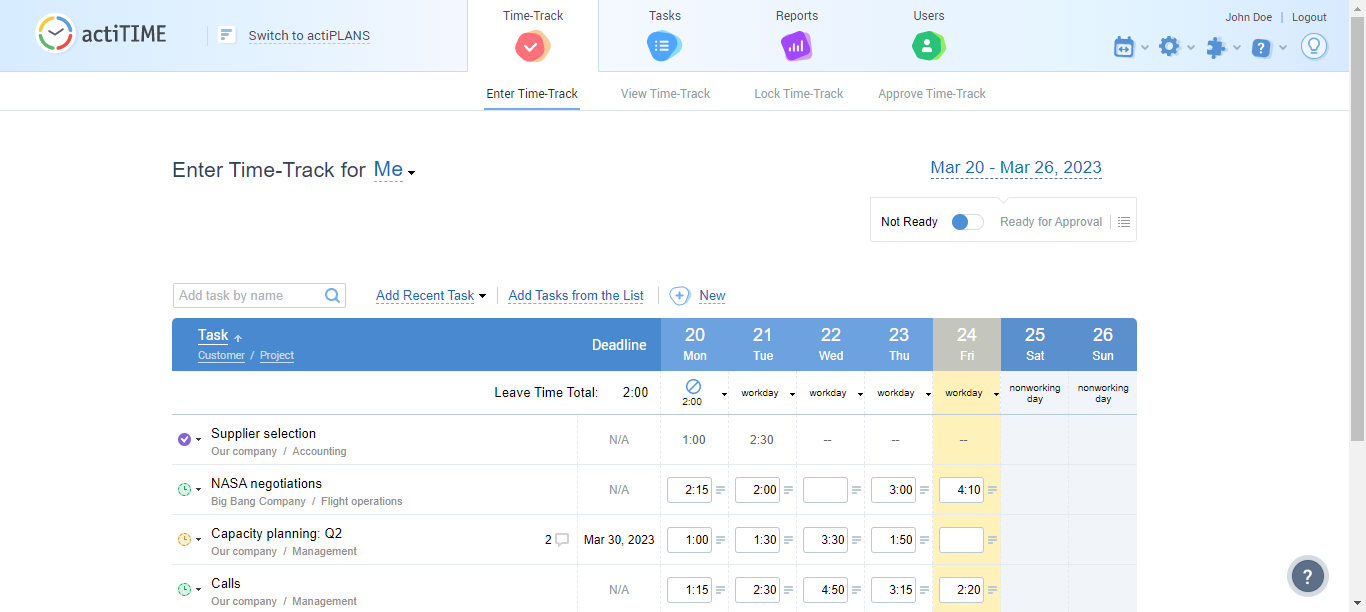 actiTIME
Switch to actiPLANS
Time-Track
Tasks
Reports
Users
John Doe | Logout
Enter Time-Track
View Time-Track
Lock Time-Track
Approve Time-Track
Enter Time-Track for Me
Mar 20 - Mar 26, 2023
Not Ready
Ready for Approval
Add task by name
Add Recent Task
Add Tasks from the List
New
Task
Customer / Project
Deadline
20 Mon
21 Tue
22 Wed
23 Thu
24 Fri
25 Sat
26 Sun
Leave Time Total: 2:00
2:00
workday
workday
workday
workday
nonworking day
nonworking day
Supplier selection
Our company / Accounting
N/A 1:00 2:30 -- -- --
NASA negotiations
Big Bang Company / Flight operations
N/A 2:15 2:00 3:00 4:10
Capacity planning: Q2
Our company / Management
2 Mar 30, 2023 1:00 1:30 3:30 1:50
Calls
Our company / Management
N/A 1:15 2:30 4:50 3:15 2:20
?
?